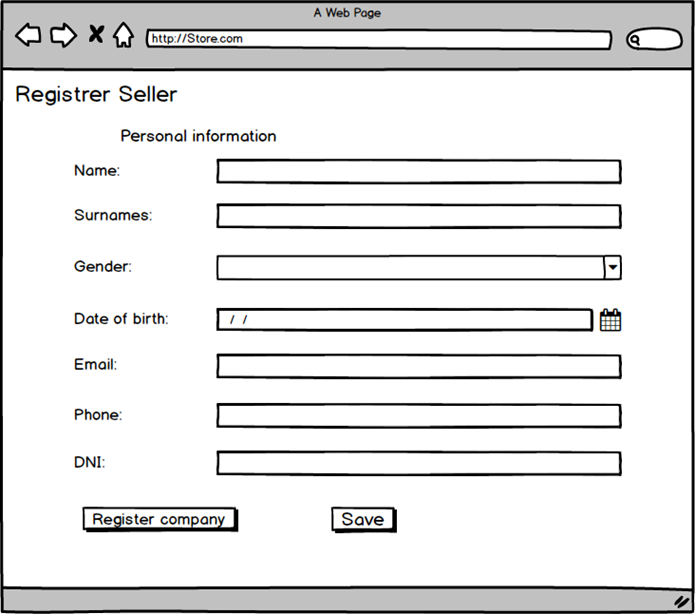 A Web Page
http://Store.com
Registrer Seller
Personal information
Name:
Surnames:
Gender:
Date of birth:
/ /
Email:
Phone:
DNI:
Register company
Save